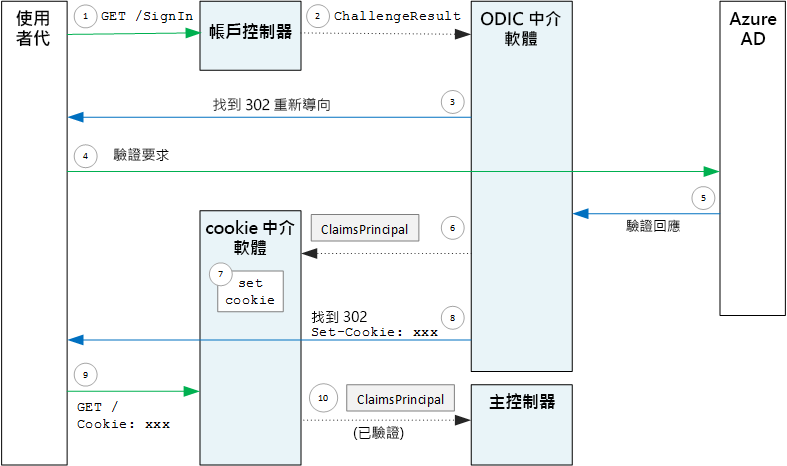 使用
者代
1 GET /SignIn
帳戶控制器
2 ChallengeResult
ODIC 中介
軟體
Azure
AD
找到 302 重新導向
3
4 驗證要求
5
驗證回應
cookie 中介
軟體
ClaimsPrincipal
6
7
set
cookie
找到 302
Set-Cookie: xxx
8
9
GET /
Cookie: xxx
10
ClaimsPrincipal
(已驗證)
主控制器